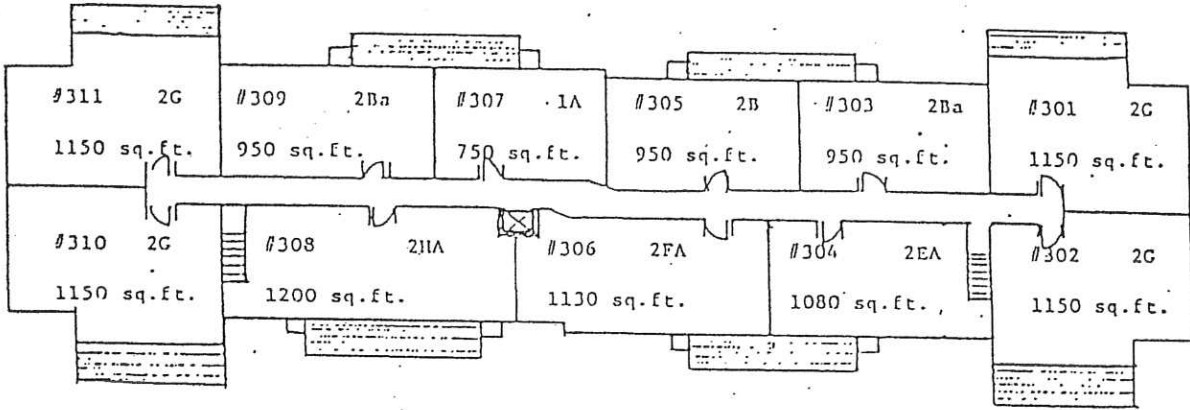 #311 2G
1150 sq.ft.
#309 2Ba
950 sq.ft.
#307 1A
750 sq.ft.
#305 2B
950 sq.ft.
#303 2Ba
950 sq.ft.
#301 2G
1150 sq.ft.
#310 2G
1150 sq.ft.
#308 2HA
1200 sq.ft.
#306 2FA
1130 sq.ft.
#304 2EA
1080 sq.ft.
#302 2G
1150 sq.ft.